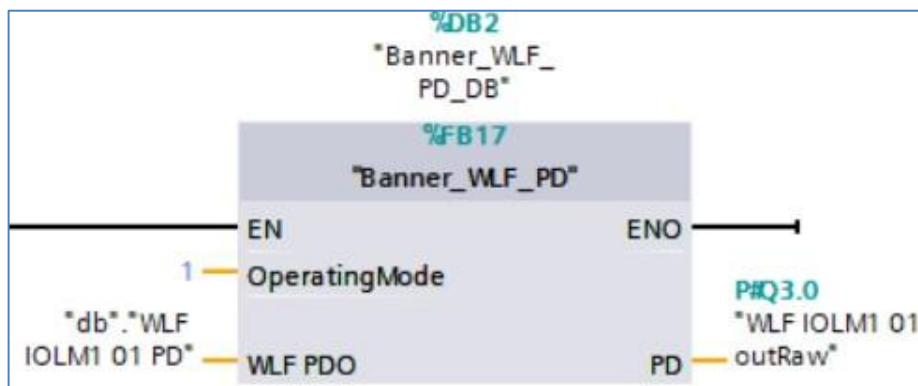 %DB2
"Banner_WLF_
PD_DB"
%FB17
"Banner_WLF_PD"
EN
ENO
1
OperatingMode
"db"."WLF
IOLM1 01 PD"
WLF PDO
PD
P#Q3.0
"WLF IOLM1 01
outRaw"